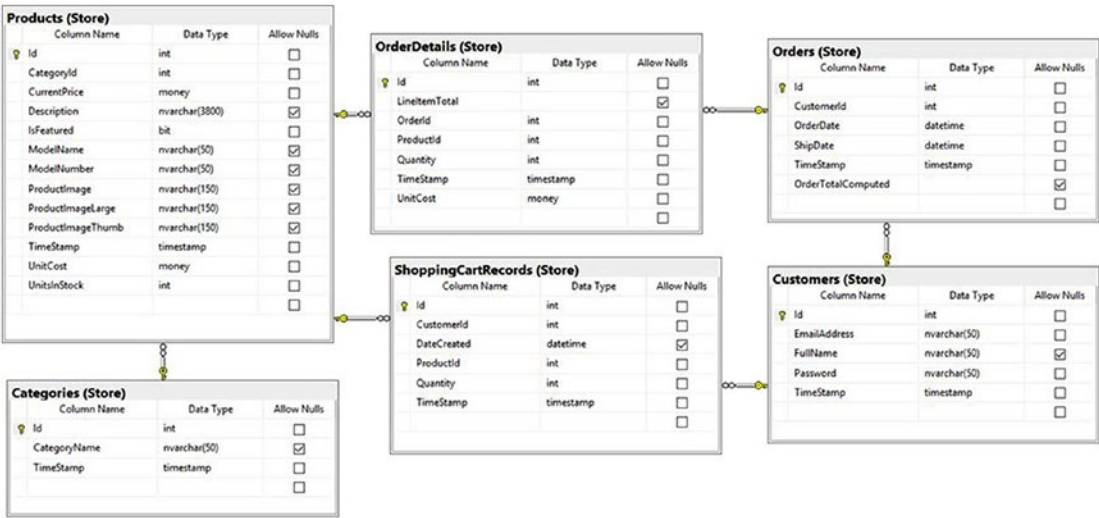 Products (Store)
Column Name Data Type Allow Nulls
Id int
CategoryId int
CurrentPrice money
Description nvarchar(3800)
IsFeatured bit
ModelName nvarchar(50)
ModelNumber nvarchar(50)
ProductImage nvarchar(150)
ProductImageLarge nvarchar(150)
ProductImageThumb nvarchar(150)
TimeStamp timestamp
UnitCost money
UnitsInStock int
OrderDetails (Store)
Column Name Data Type Allow Nulls
Id int
LineItemTotal
OrderId int
ProductId int
Quantity int
TimeStamp timestamp
UnitCost money
Orders (Store)
Column Name Data Type Allow Nulls
Id int
CustomerId int
OrderDate datetime
ShipDate datetime
TimeStamp timestamp
OrderTotalComputed
ShoppingCartRecords (Store)
Column Name Data Type Allow Nulls
Id int
CustomerId int
DateCreated datetime
ProductId int
Quantity int
TimeStamp timestamp
Customers (Store)
Column Name Data Type Allow Nulls
Id int
EmailAddress nvarchar(50)
FullName nvarchar(50)
Password nvarchar(50)
TimeStamp timestamp
Categories (Store)
Column Name Data Type Allow Nulls
Id int
CategoryName nvarchar(50)
TimeStamp timestamp